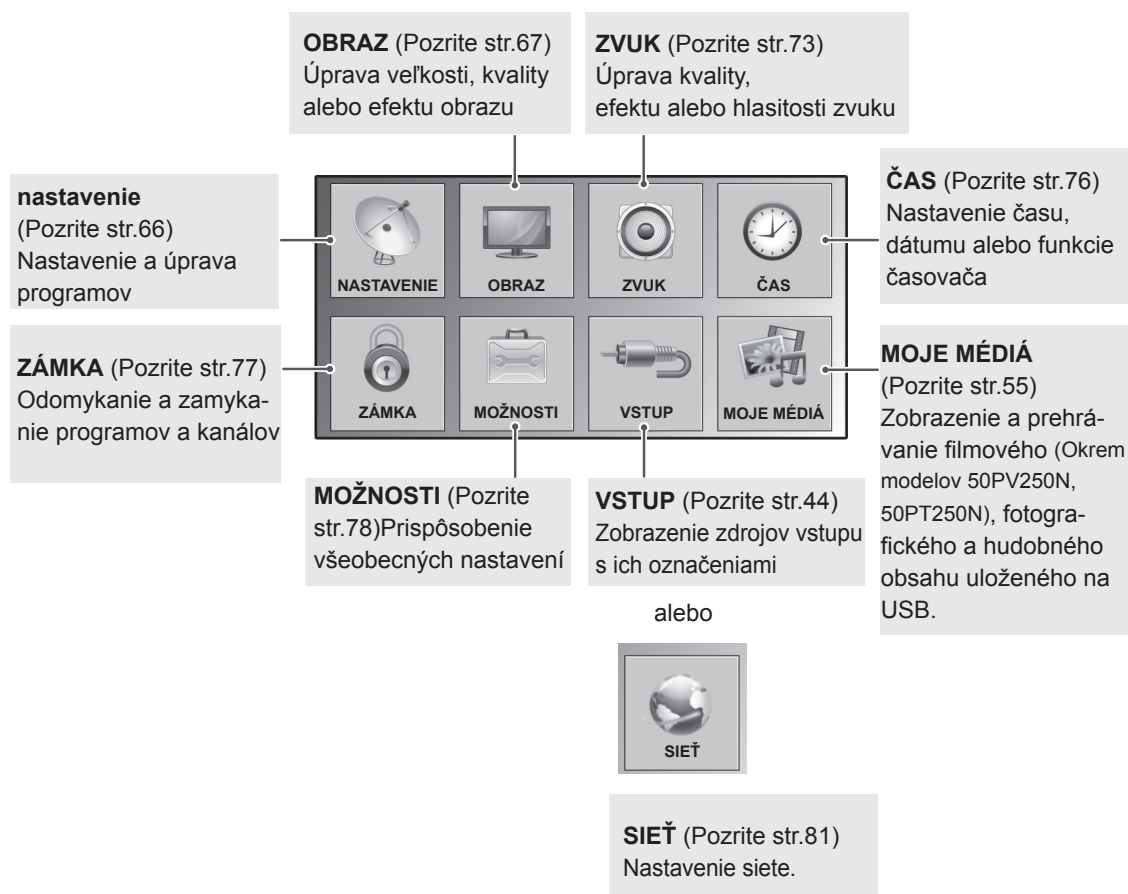 OBRAZ (Pozrite str.67)
Úprava veľkosti, kvality
alebo efektu obrazu
ZVUK (Pozrite str.73)
Úprava kvality,
efektu alebo hlasitosti zvuku
nastavenie
(Pozrite str.66)
Nastavenie a úprava
programov
ČAS (Pozrite str.76)
Nastavenie času,
dátumu alebo funkcie
časovača
NASTAVENIE
OBRAZ
ZVUK
ČAS
ZÁMKA (Pozrite str.77)
Odomykanie a zamyka-
nie programov a kanálov
ZÁMKA
MOŽNOSTI
VSTUP
MOJE MÉDIÁ
MOJE MÉDIÁ
(Pozrite str.55)
Zobrazenie a prehrá-
vanie filmového (Okrem
modelov 50PV250N,
50PT250N), fotogra-
fického a hudobného
obsahu uloženého na
USB.
MOŽNOSTI (Pozrite
str.78)Prispôsobenie
všeobecných nastavení
VSTUP (Pozrite str.44)
Zobrazenie zdrojov vstupu
s ich označeniami
alebo
SIEŤ
SIEŤ (Pozrite str.81)
Nastavenie siete.